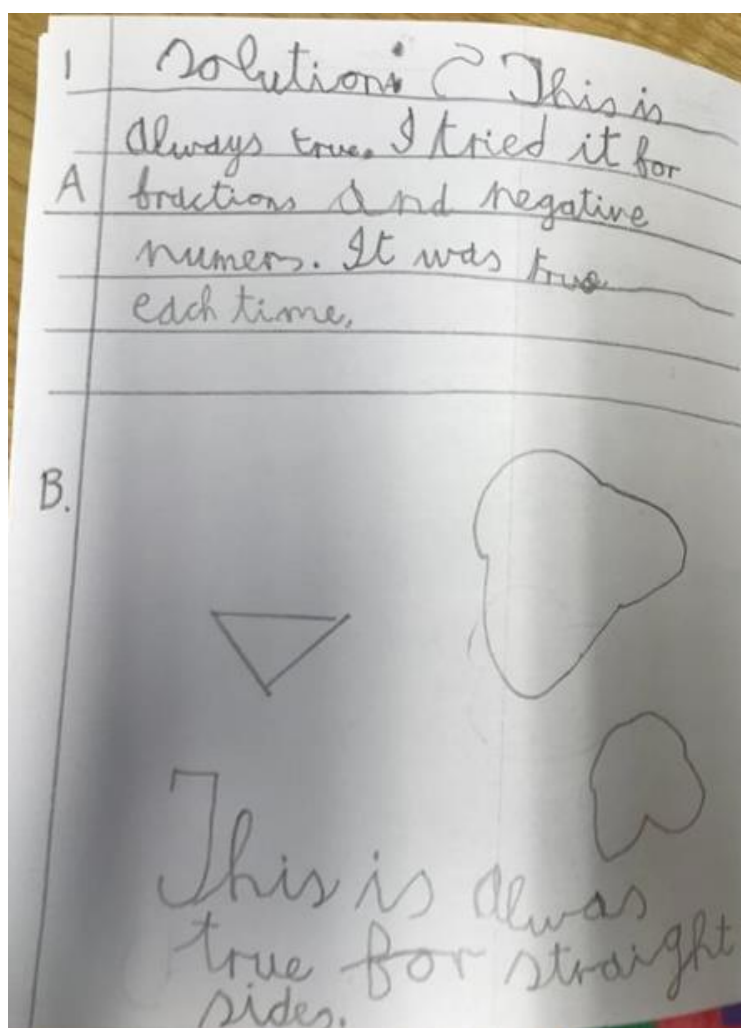 1 Solution: This is
always true. I tried it for
A fractions and negative
numers. It was true
each time,
B.
This is alwas
true for straight
sides.